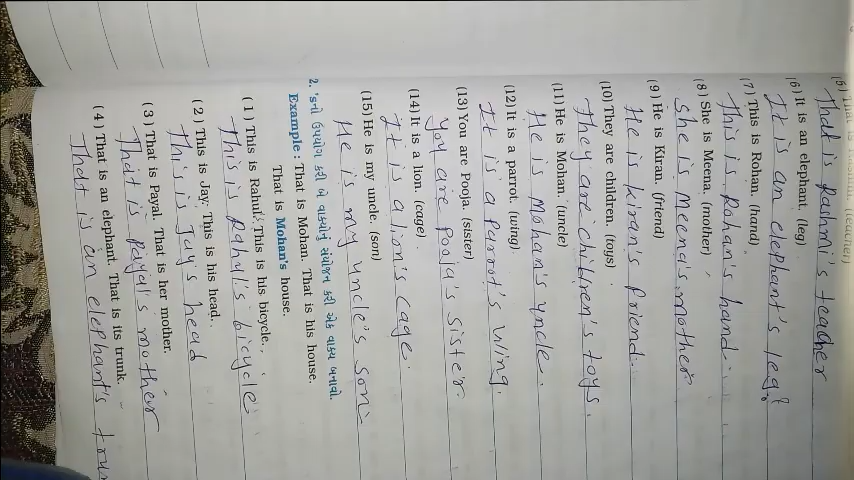 That is Rashmi's teacher
(6) It is an elephant. (leg)
It is an elephant's leg.
(7) This is Rohan. (hand)
This is Rohan's hand.
(8) She is Meena. (mother)
She is Meena's mother
(9) He is Kiran. (friend)
He is kiran's friend.
(10) They are children. (toys)
They are children's toys.
(11) He is Mohan. (uncle)
He is Mohan's uncle.
(12) It is a parrot. (wing)
It is a parrot's wing.
(13) You are Pooja. (sister)
You are Pooja's sister.
(14) It is a lion. (cage)
It is a lion's cage.
(15) He is my uncle. (son)
He is my uncle's son
2. 'sનો ઉપયોગ કરી બે વાક્યોનું સંયોજન કરી એક વાક્ય બનાવો.
Example : That is Mohan. That is his house.
That is Mohan's house.
(1) This is Rahul. This is his bicycle.
This is Rahul's bicycle
(2) This is Jay. This is his head.
This is Jay's head
(3) That is Payal. That is her mother.
That is payal's mother
(4) That is an elephant. That is its trunk.
That is an elephant's